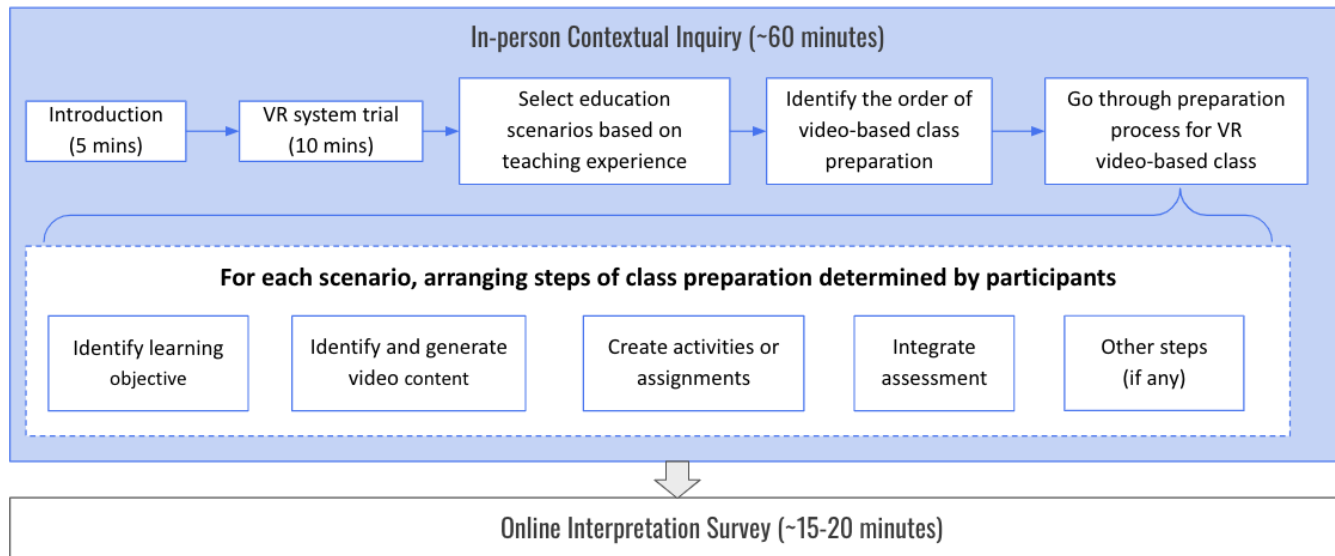 In-person Contextual Inquiry (~60 minutes)
Introduction
(5 mins)
VR system trial
(10 mins)
Select education
scenarios based on
teaching experience
Identify the order of
video-based class
preparation
Go through preparation
process for VR
video-based class
For each scenario, arranging steps of class preparation determined by participants
Identify learning
objective
Identify and generate
video content
Create activities or
assignments
Integrate
assessment
Other steps
(if any)
Online Interpretation Survey (~15-20 minutes)